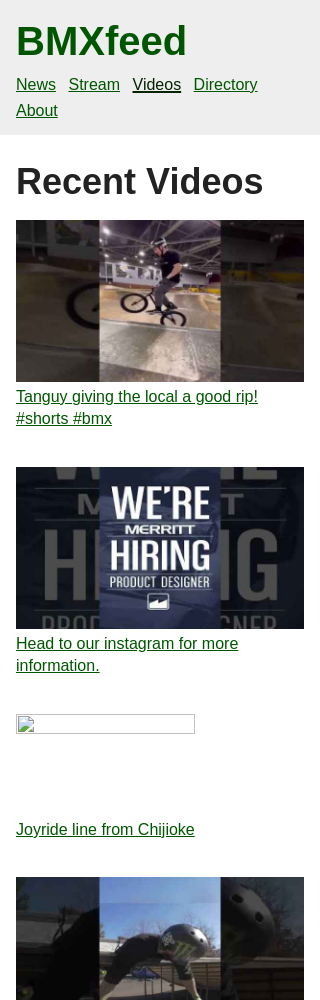 BMXfeed
News Stream Videos Directory
About
Recent Videos
Tanguy giving the local a good rip!
#shorts #bmx
WE'RE
MERRITT
HIRING
PRODUCT DESIGNER
Head to our instagram for more
information.
Joyride line from Chijioke